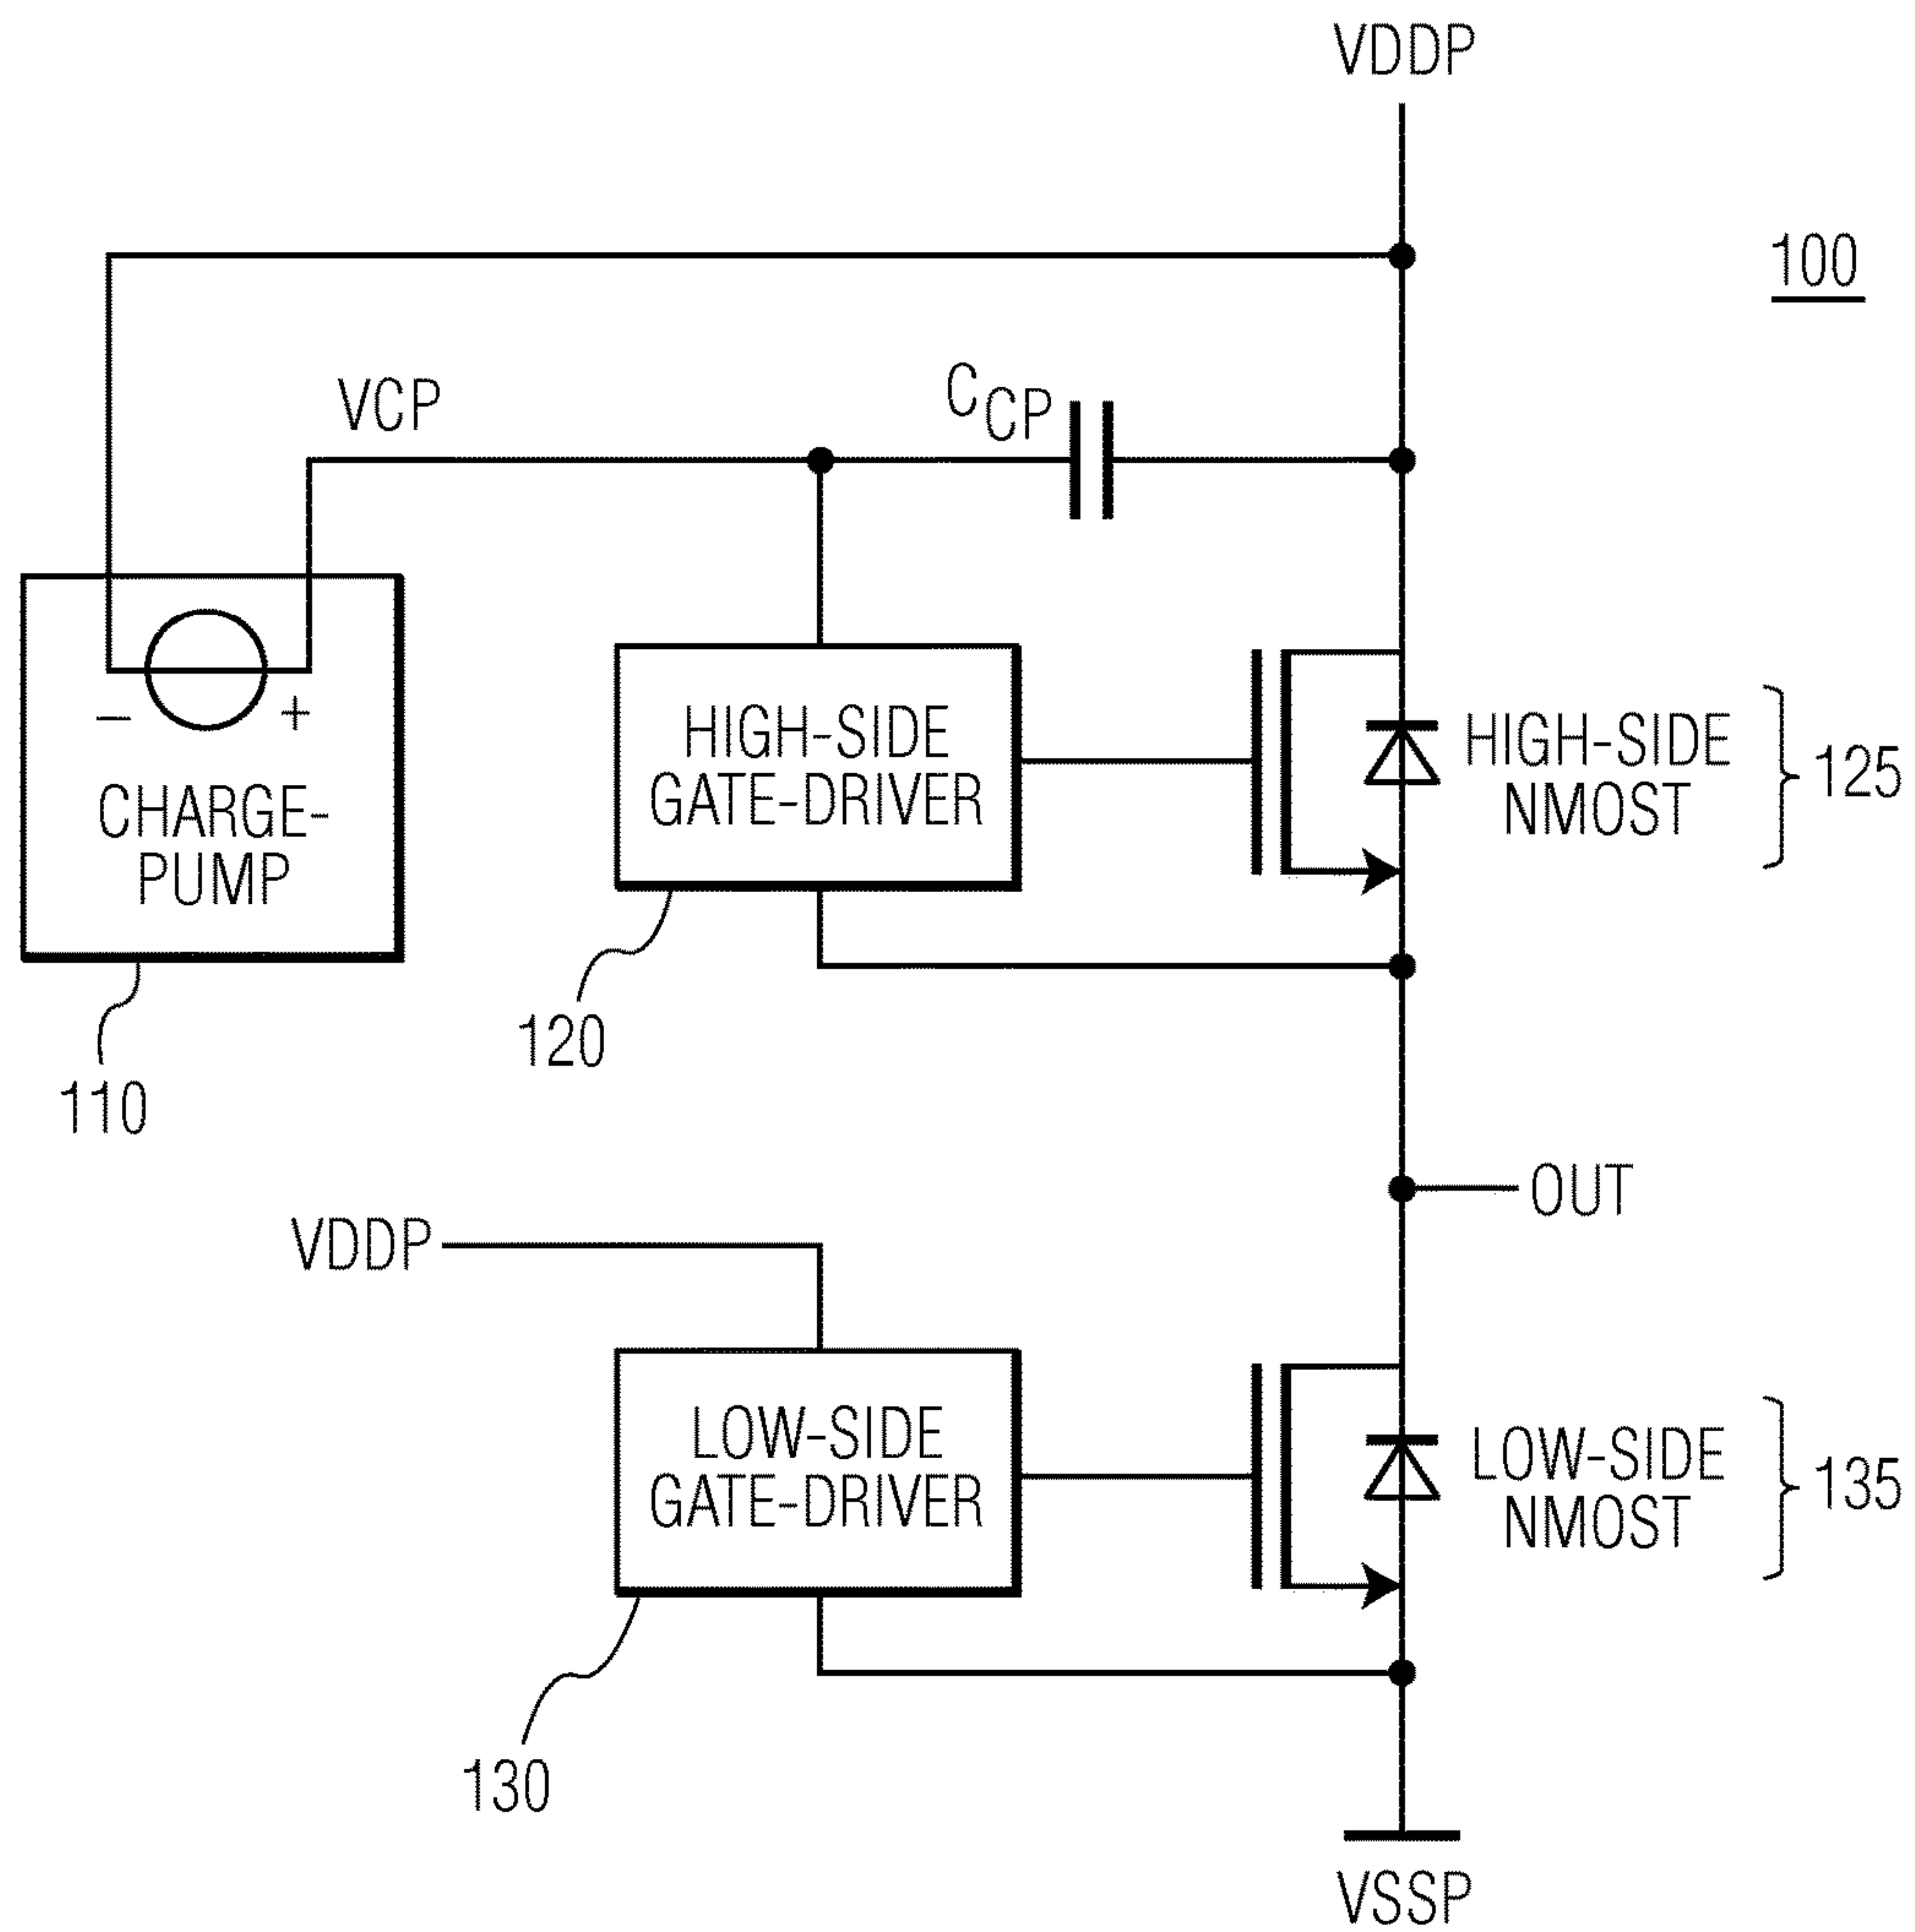 VDDP
100
VCP
CCP
- +
CHARGE-
PUMP
HIGH-SIDE
GATE-DRIVER
HIGH-SIDE
NMOST
125
110
120
OUT
VDDP
LOW-SIDE
GATE-DRIVER
LOW-SIDE
NMOST
135
130
VSSP